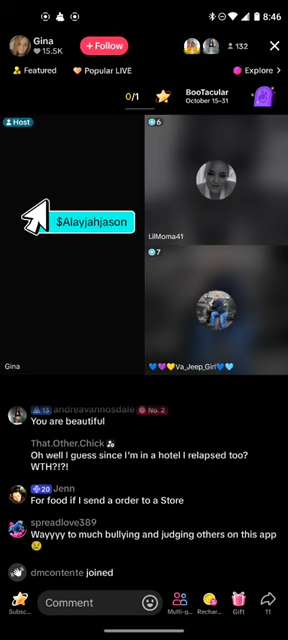 8:46
Gina
15.5K
+ Follow
132
Featured
Popular LIVE
Explore >
0/1
BooTacular
October 15–31
Host
6
$Alayjahjason
LilMoma41
7
Gina
💙💜💛Va_Jeep_Girl💙🩵
13 andreavannosdale No. 2
You are beautiful
That.Other.Chick
Oh well I guess since I'm in a hotel I relapsed too?
WTH?!?!
20 Jenn
For food if I send a order to a Store
spreadlove389
Wayyyy to much bullying and judging others on this app
😢
dmcontente joined
Comment
Subsc...
Multi-g...
Rechar...
Gift
11